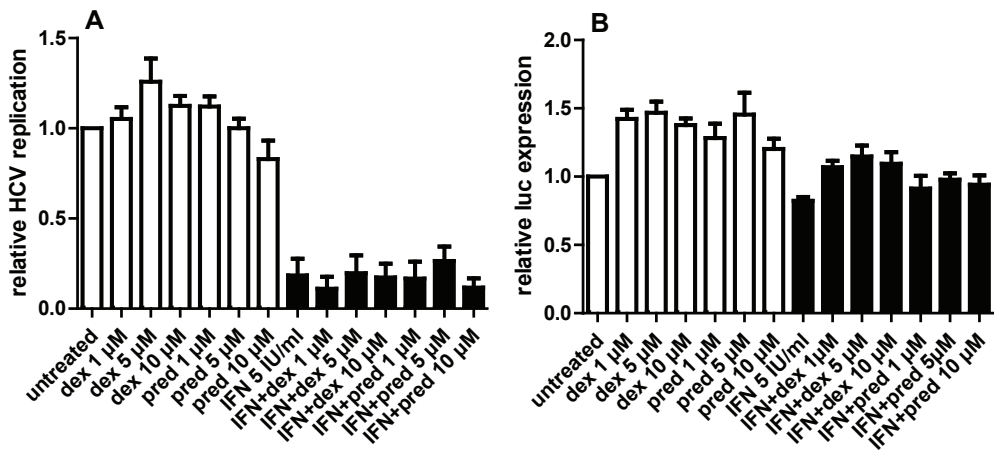 A
relative HCV replication
1.5
1.0
0.5
0.0
untreated
dex 1 µM
dex 5 µM
dex 10 µM
pred 1 µM
pred 5 µM
pred 10 µM
IFN 5 IU/ml
IFN+dex 1 µM
IFN+dex 5 µM
IFN+dex 10 µM
IFN+pred 1 µM
IFN+pred 5 µM
IFN+pred 10 µM
B
relative luc expression
2.0
1.5
1.0
0.5
0.0
untreated
dex 1 µM
dex 5 µM
dex 10 µM
pred 1 µM
pred 5 µM
pred 10 µM
IFN 5 IU/ml
IFN+dex 1µM
IFN+dex 5 µM
IFN+dex 10 µM
IFN+pred 1 µM
IFN+pred 5µM
IFN+pred 10 µM